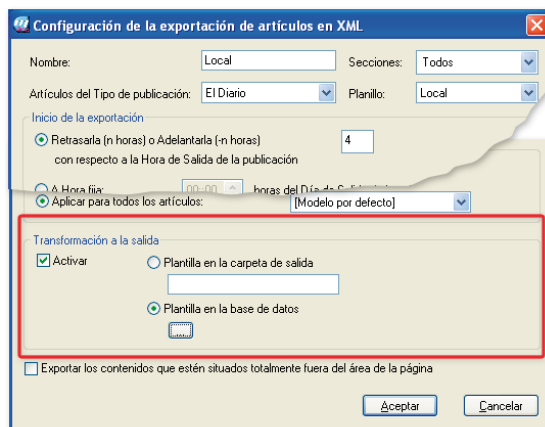 Configuración de la exportación de artículos en XML
Nombre: Local Secciones: Todos
Artículos del Tipo de publicación: El Diario Planillo: Local
Inicio de la exportación
Retrasarla (n horas) o Adelantarla (-n horas) 4
con respecto a la Hora de Salida de la publicación
A Hora fija: 00:00 horas del Día de
Aplicar para todos los artículos: [Modelo por defecto]
Transformación a la salida
Activar Plantilla en la carpeta de salida
Plantilla en la base de datos
...
Exportar los contenidos que estén situados totalmente fuera del área de la página
Aceptar Cancelar